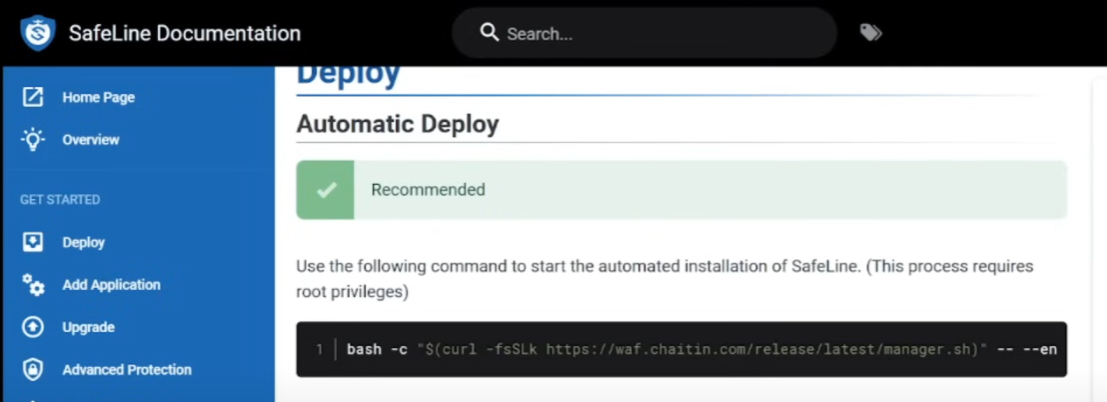 SafeLine Documentation
Search...
Home Page
Overview
GET STARTED
Deploy
Add Application
Upgrade
Advanced Protection
Deploy
Automatic Deploy
Recommended
Use the following command to start the automated installation of SafeLine. (This process requires
root privileges)
1 bash -c "$(curl -fsSLk https://waf.chaitin.com/release/latest/manager.sh)" -- --en